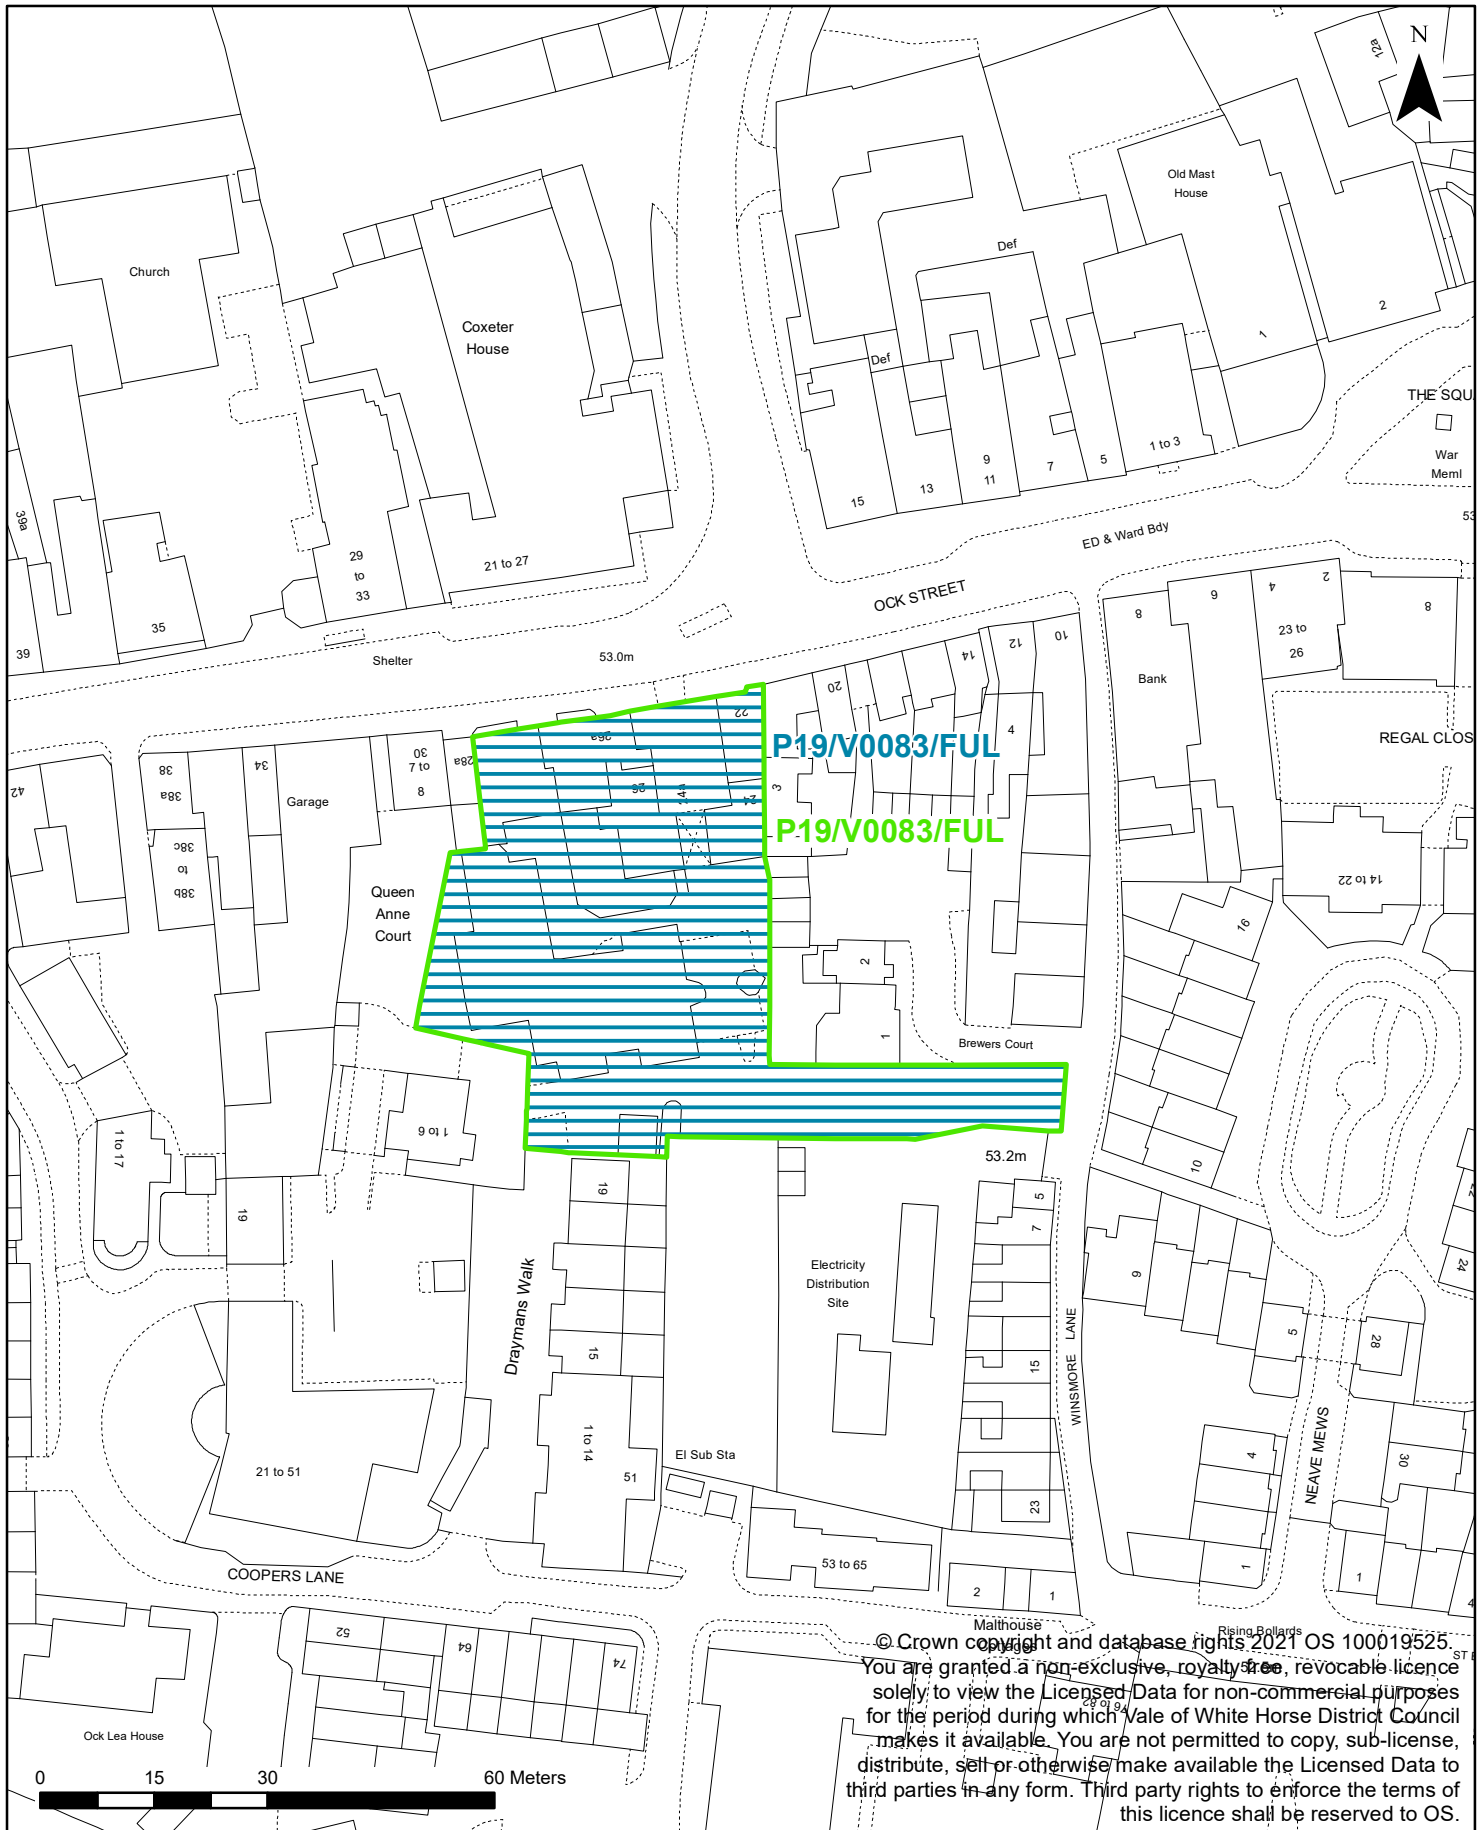 N
12a
Old Mast
House
Church
Def
Coxeter
House
2
1
Def
THE SQU
War
Meml
1 to 3
5
7
9
11
13
15
39a
53
ED & Ward Bdy
29
to
33
21 to 27
OCK STREET
35
39
Shelter
53.0m
10
12
14
20
22
8
6
4
2
23 to
26
8
Bank
REGAL CLOS
26a
28a
30
7 to
8
34
38
38a
42
Garage
4
P19/V0083/FUL
26
24a
24
3
P19/V0083/FUL
38c
to
38b
14 to 22
Queen
Anne
Court
16
2
1
Brewers Court
1 to 17
1 to 6
53.2m
10
19
19
5
7
24
Electricity
Distribution
Site
9
Draymans Walk
WINSMORE LANE
5
28
15
15
NEAVE MEWS
1 to 14
51
El Sub Sta
4
30
21 to 51
23
53 to 65
COOPERS LANE
2
1
1
1
4
52
64
74
Malthouse
Cottages
Rising Bollards
ST E
52.8m
76 to 82
Ock Lea House
© Crown copyright and database rights 2021 OS 100019525.
You are granted a non-exclusive, royalty free, revocable licence
solely to view the Licensed Data for non-commercial purposes
for the period during which Vale of White Horse District Council
makes it available. You are not permitted to copy, sub-license,
distribute, sell or otherwise make available the Licensed Data to
third parties in any form. Third party rights to enforce the terms of
this licence shall be reserved to OS.
0 15 30 60 Meters